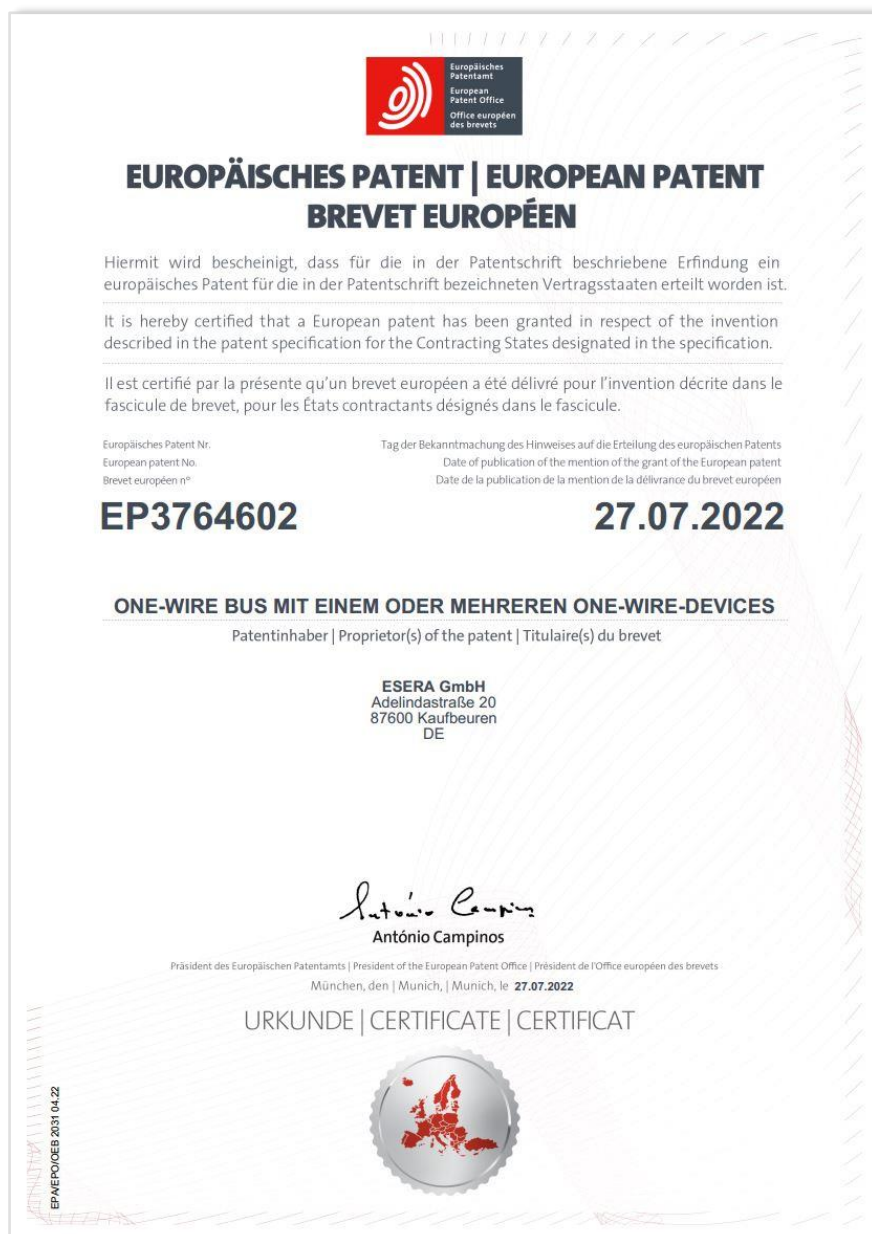 Europäisches
Patentamt
European
Patent Office
Office européen
des brevets
EUROPÄISCHES PATENT | EUROPEAN PATENT
BREVET EUROPÉEN
Hiermit wird bescheinigt, dass für die in der Patentschrift beschriebene Erfindung ein
europäisches Patent für die in der Patentschrift bezeichneten Vertragsstaaten erteilt worden ist.
It is hereby certified that a European patent has been granted in respect of the invention
described in the patent specification for the Contracting States designated in the specification.
Il est certifié par la présente qu'un brevet européen a été délivré pour l'invention décrite dans le
fascicule de brevet, pour les États contractants désignés dans le fascicule.
Europäisches Patent Nr.
European patent No.
Brevet européen n°
Tag der Bekanntmachung des Hinweises auf die Erteilung des europäischen Patents
Date of publication of the mention of the grant of the European patent
Date de la publication de la mention de la délivrance du brevet européen
EP3764602
27.07.2022
ONE-WIRE BUS MIT EINEM ODER MEHREREN ONE-WIRE-DEVICES
Patentinhaber | Proprietor(s) of the patent | Titulaire(s) du brevet
ESERA GmbH
Adelindastraße 20
87600 Kaufbeuren
DE
António Campinos
António Campinos
Präsident des Europäischen Patentamts | President of the European Patent Office | Président de l'Office européen des brevets
München, den | Munich, | Munich, le 27.07.2022
URKUNDE | CERTIFICATE | CERTIFICAT
EPA/EPO/OEB 2031 04.22